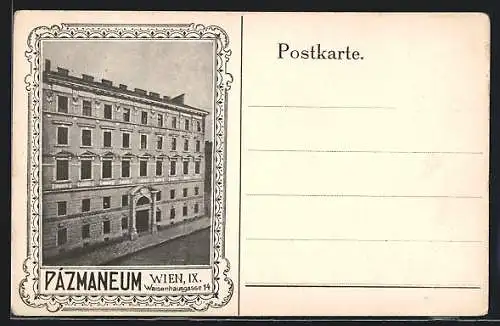 Postkarte.
PÁZMANEUM WIEN, IX.
Waisenhausgasse 14